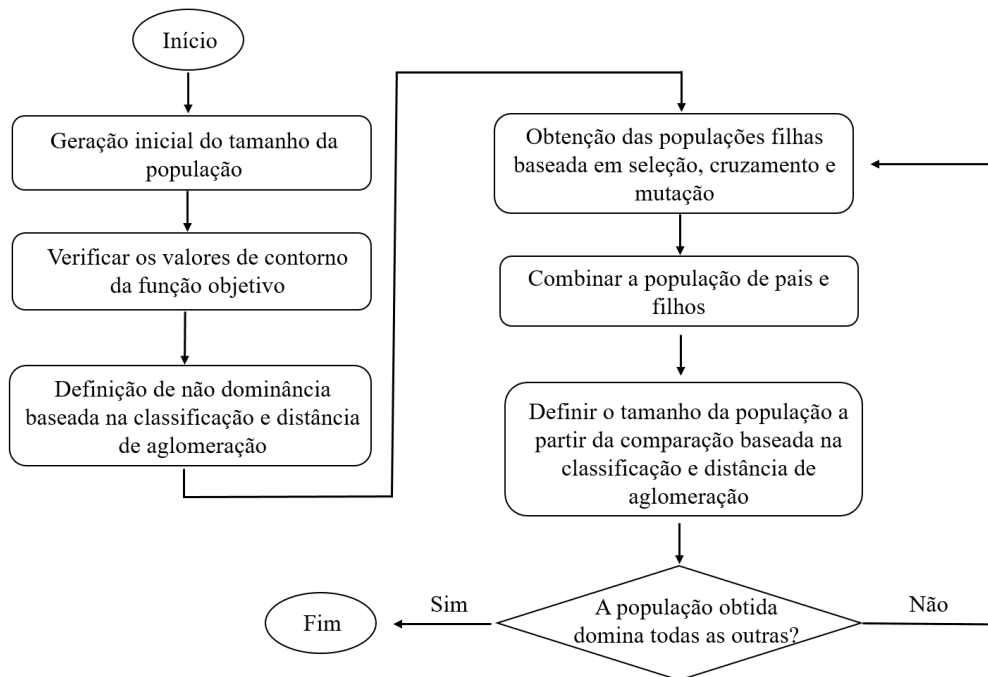 Início
Geração inicial do tamanho da
população
Verificar os valores de contorno
da função objetivo
Definição de não dominância
baseada na classificação e distância
de aglomeração
Obtenção das populações filhas
baseada em seleção, cruzamento e
mutação
Combinar a população de pais e
filhos
Definir o tamanho da população a
partir da comparação baseada na
classificação e distância de
aglomeração
A população obtida
domina todas as outras?
Sim
Não
Fim